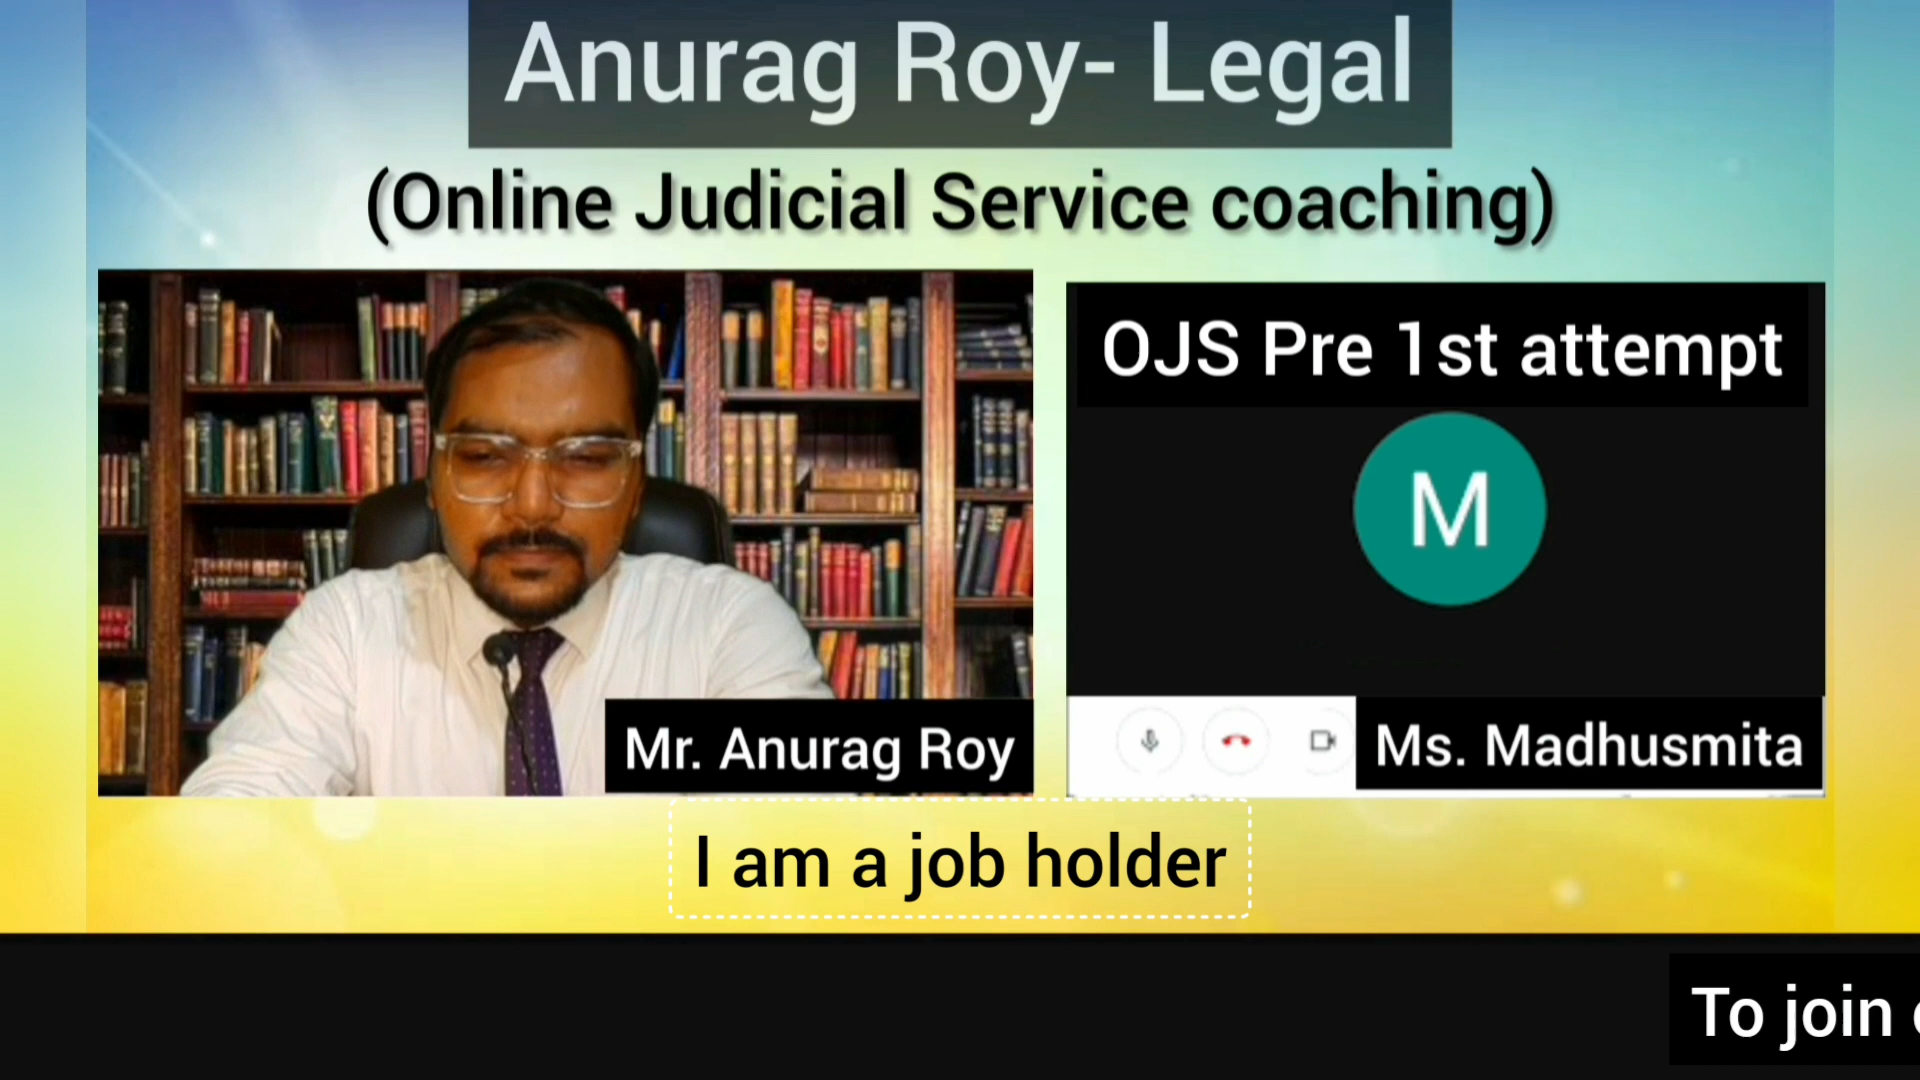 Anurag Roy- Legal
(Online Judicial Service coaching)
OJS Pre 1st attempt
M
Mr. Anurag Roy
Ms. Madhusmita
I am a job holder
To join